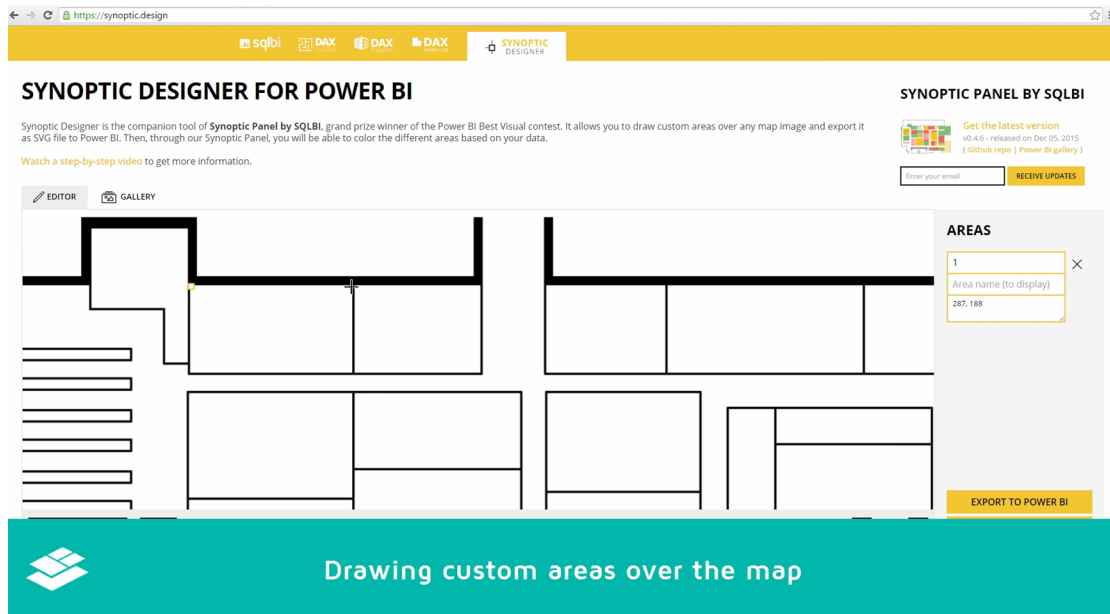 https://synoptic.design
sqlbi
DAX
DAX
DAX
SYNOPTIC
DESIGNER
SYNOPTIC DESIGNER FOR POWER BI
Synoptic Designer is the companion tool of Synoptic Panel by SQLBI, grand prize winner of the Power BI Best Visual contest. It allows you to draw custom areas over any map image and export it
as SVG file to Power BI. Then, through our Synoptic Panel, you will be able to color the different areas based on your data.
Watch a step-by-step video to get more information.
SYNOPTIC PANEL BY SQLBI
Get the latest version
v0.4.6 - released on Dec 05, 2015
( Github repo | Power BI gallery )
Enter your email
RECEIVE UPDATES
EDITOR
GALLERY
AREAS
1
Area name (to display)
287, 188
EXPORT TO POWER BI
Drawing custom areas over the map